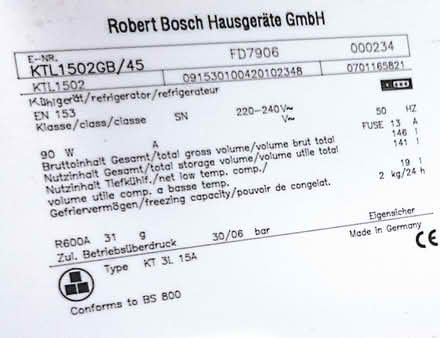 Robert Bosch Hausgeräte GmbH
E-NR. KTL1502GB/45 FD7906 000234
KTL1502 091530100420102348 0701165821
Kühlgerät/refrigerator/refrigerateur
EN 153 220-240V~ 50 HZ
Klasse/class/classe SN V~ FUSE 13 A
90 W A
Bruttoinhalt Gesamt/total gross volume/volume brut total 146 l
Nutzinhalt Gesamt/total storage volume/volume utile total 141 l
Nutzinhalt Tiefkühl./net low temp. comp./
volume utile comp. a basse temp. 19 l
Gefriervermögen/freezing capacity/pouvoir de congelat. 2 kg/24 h
R600A 31 g Eigensicher
Zul. Betriebsüberdruck 30/06 bar Made in Germany
CE
Type KT 3L 15A
Conforms to BS 800